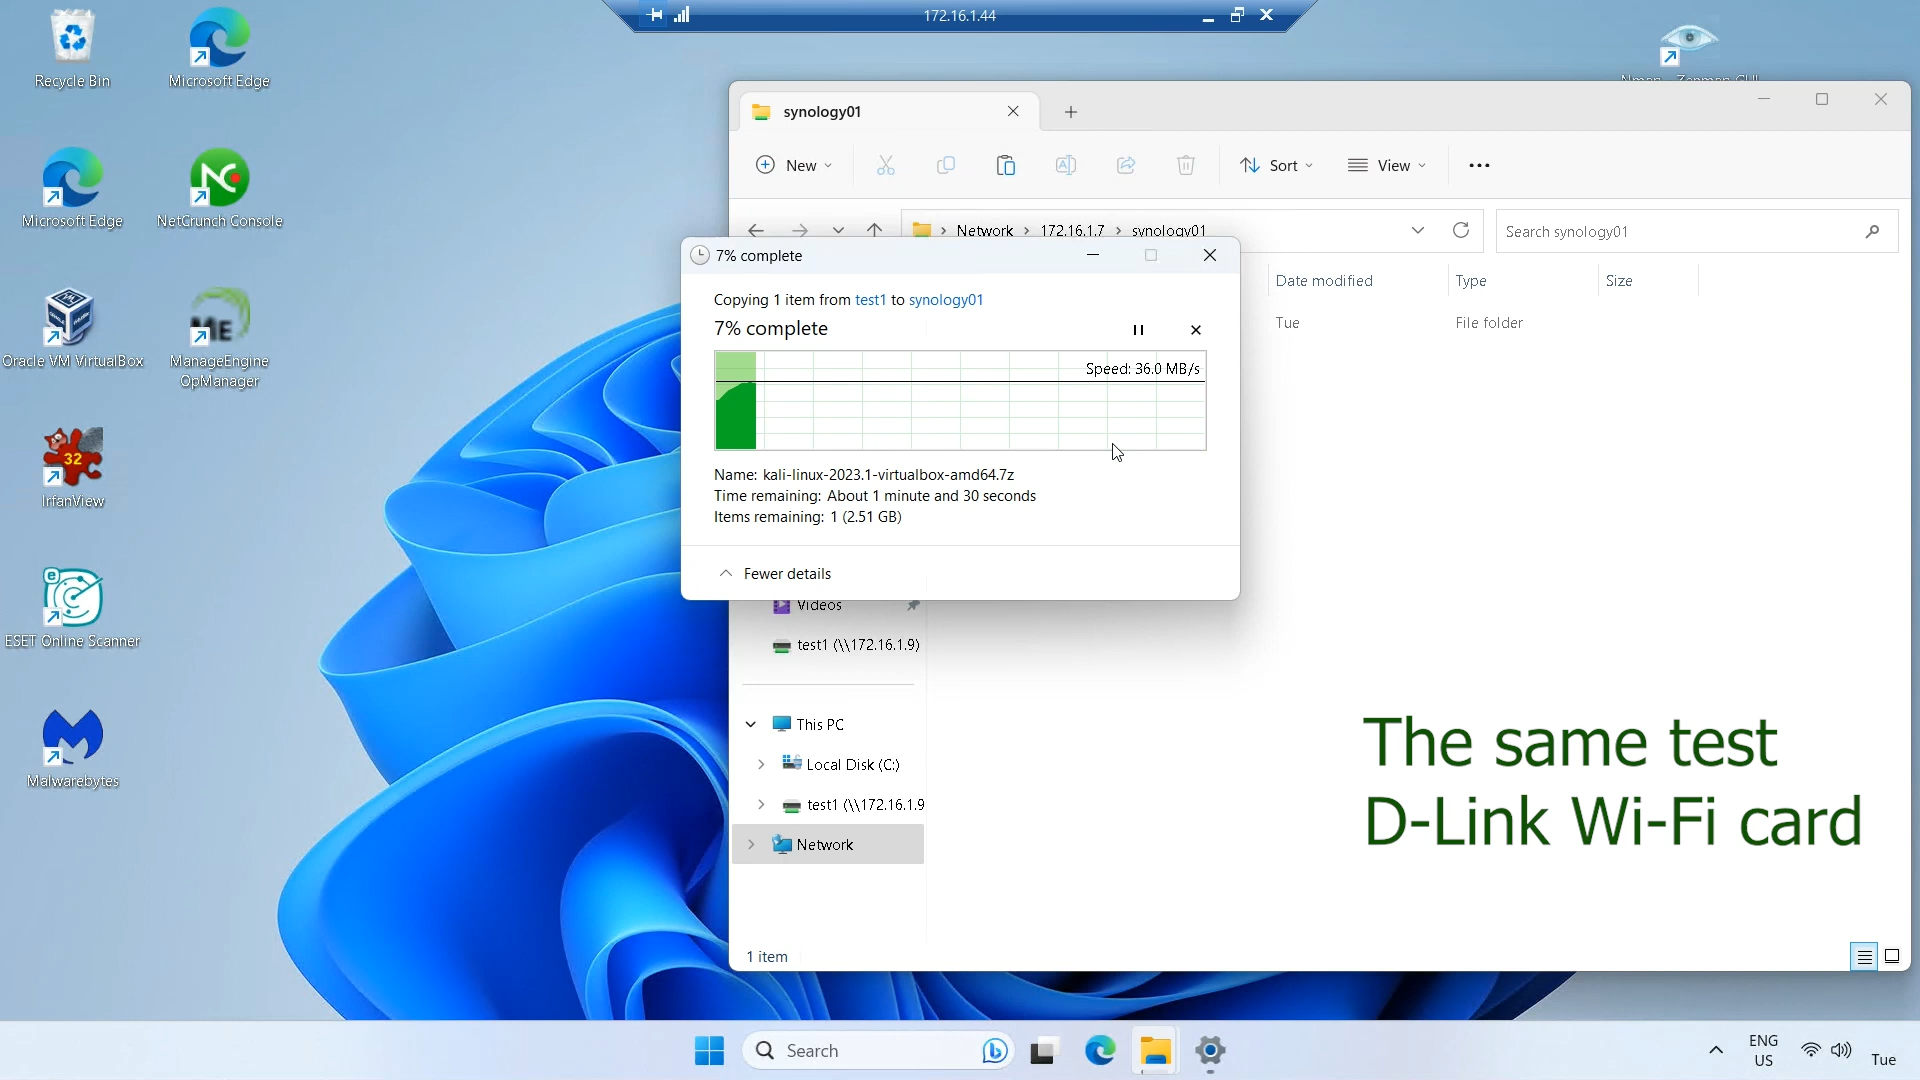 172.16.1.44
Recycle Bin
Microsoft Edge
Microsoft Edge
NetCrunch Console
Oracle VM VirtualBox
ManageEngine
OpManager
32
IrfanView
ESET Online Scanner
Malwarebytes
Nmap - Zenmap GUI
synology01
New
Sort
View
Network
172.16.1.7
synology01
Search synology01
Date modified
Type
Size
Tue
File folder
7% complete
Copying 1 item from test1 to synology01
7% complete
Speed: 36.0 MB/s
Name: kali-linux-2023.1-virtualbox-amd64.7z
Time remaining: About 1 minute and 30 seconds
Items remaining: 1 (2.51 GB)
Fewer details
Videos
test1 (\\172.16.1.9)
This PC
Local Disk (C:)
test1 (\\172.16.1.9
Network
1 item
The same test
D-Link Wi-Fi card
Search
ENG
US
Tue